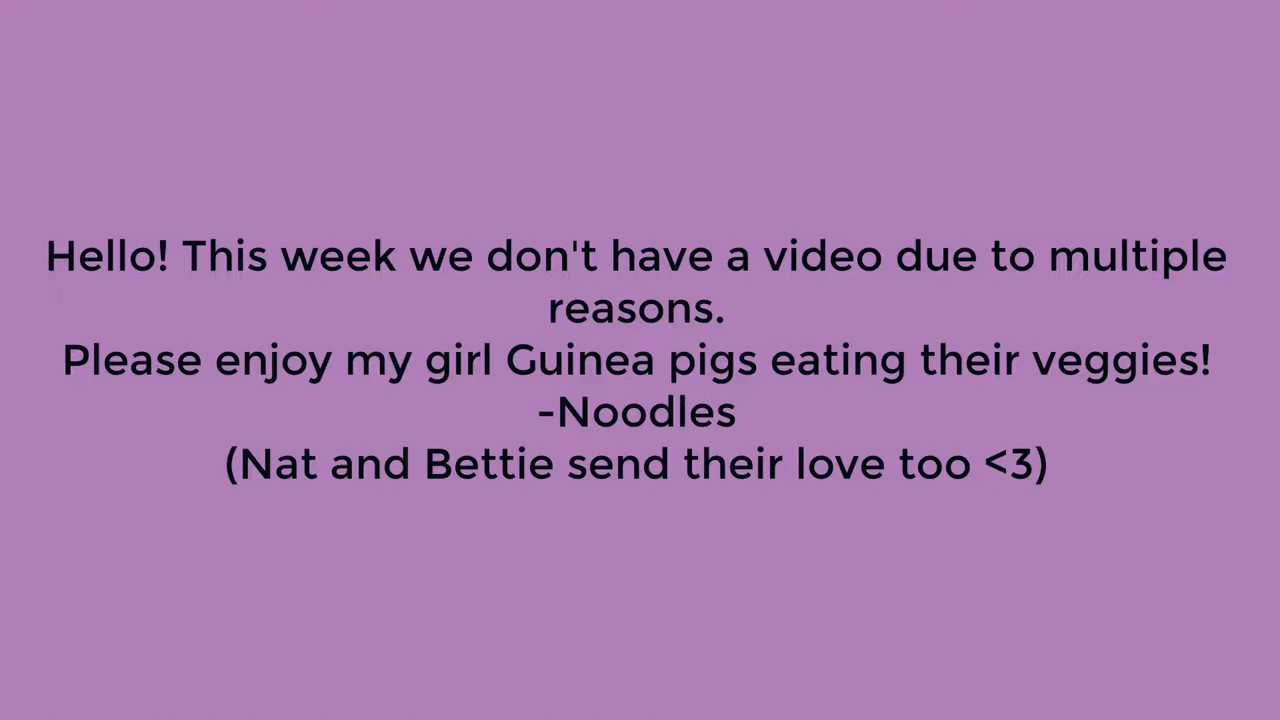 Hello! This week we don't have a video due to multiple
reasons.
Please enjoy my girl Guinea pigs eating their veggies!
-Noodles
(Nat and Bettie send their love too <3)